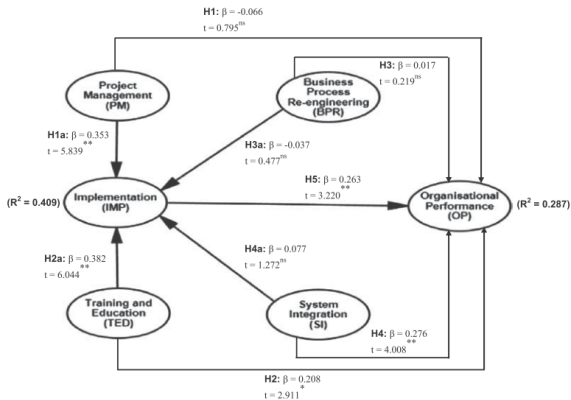 H1: β = -0.066
t = 0.795ns
Project
Management
(PM)
Business
Process
Re-engineering
(BPR)
H3: β = 0.017
t = 0.219ns
H1a: β = 0.353
t = 5.839**
H3a: β = -0.037
t = 0.477ns
H5: β = 0.263
t = 3.220**
(R² = 0.409)
Implementation
(IMP)
Organisational
Performance
(OP)
(R² = 0.287)
H2a: β = 0.382
t = 6.044**
H4a: β = 0.077
t = 1.272ns
Training and
Education
(TED)
System
Integration
(SI)
H4: β = 0.276
t = 4.008**
H2: β = 0.208
t = 2.911*